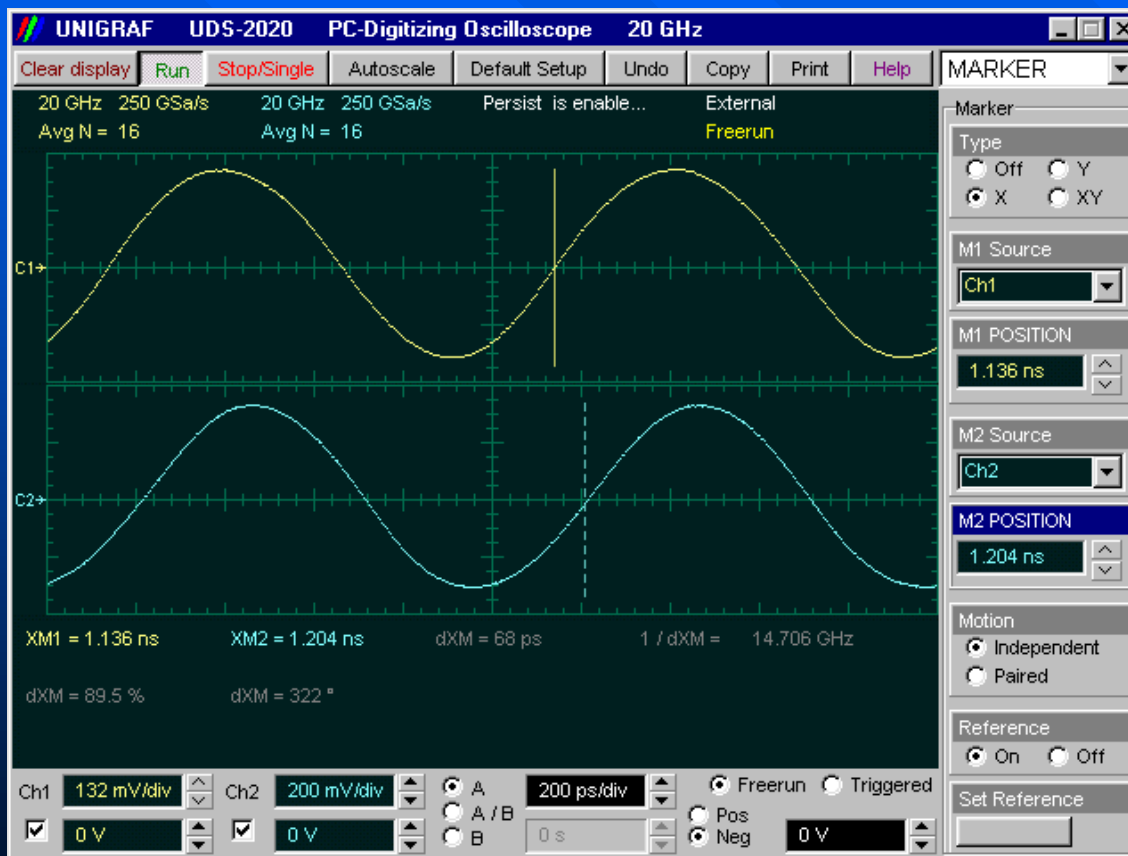 UNIGRAF UDS-2020 PC-Digitizing Oscilloscope 20 GHz
Clear display Run Stop/Single Autoscale Default Setup Undo Copy Print Help MARKER
20 GHz 250 GSa/s 20 GHz 250 GSa/s Persist is enable... External
Avg N = 16 Avg N = 16 Freerun
C1
C2
XM1 = 1.136 ns XM2 = 1.204 ns dXM = 68 ps 1 / dXM = 14.706 GHz
dXM = 89.5 % dXM = 322 °
Marker
Type
Off Y
X XY
M1 Source
Ch1
M1 POSITION
1.136 ns
M2 Source
Ch2
M2 POSITION
1.204 ns
Motion
Independent
Paired
Reference
On Off
Set Reference
Ch1 132 mV/div Ch2 200 mV/div A 200 ps/div Freerun Triggered
A / B Pos
0 V 0 V B 0 s Neg 0 V